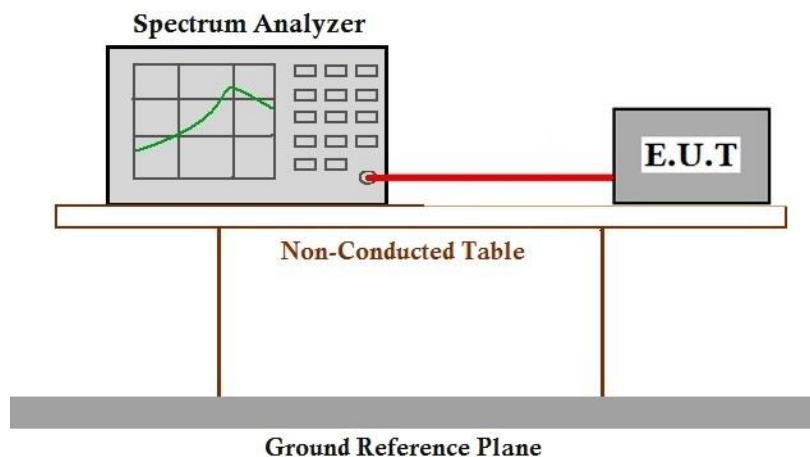 Spectrum Analyzer
E.U.T
Non-Conducted Table
Ground Reference Plane